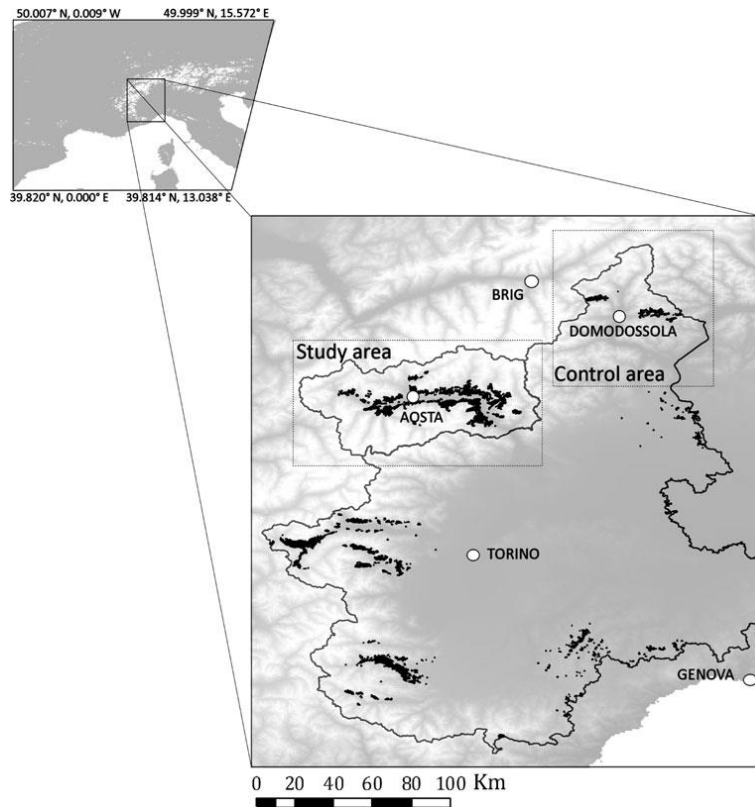 50.007° N, 0.009° W 49.999° N, 15.572° E
39.820° N, 0.000° E 39.814° N, 13.038° E
BRIG
DOMODOSSOLA
Study area
Control area
AOSTA
TORINO
GENOVA
0 20 40 60 80 100 Km